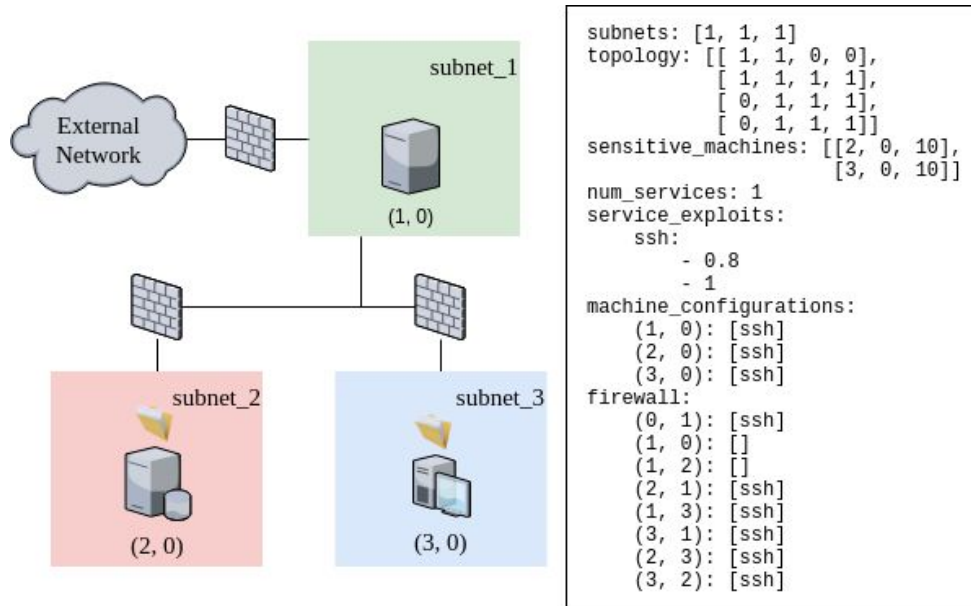 subnet_1
External
Network
(1, 0)
subnet_2
(2, 0)
subnet_3
(3, 0)
subnets: [1, 1, 1]
topology: [[ 1, 1, 0, 0],
[ 1, 1, 1, 1],
[ 0, 1, 1, 1],
[ 0, 1, 1, 1]]
sensitive_machines: [[2, 0, 10],
[3, 0, 10]]
num_services: 1
service_exploits:
ssh:
- 0.8
- 1
machine_configurations:
(1, 0): [ssh]
(2, 0): [ssh]
(3, 0): [ssh]
firewall:
(0, 1): [ssh]
(1, 0): []
(1, 2): []
(2, 1): [ssh]
(1, 3): [ssh]
(3, 1): [ssh]
(2, 3): [ssh]
(3, 2): [ssh]